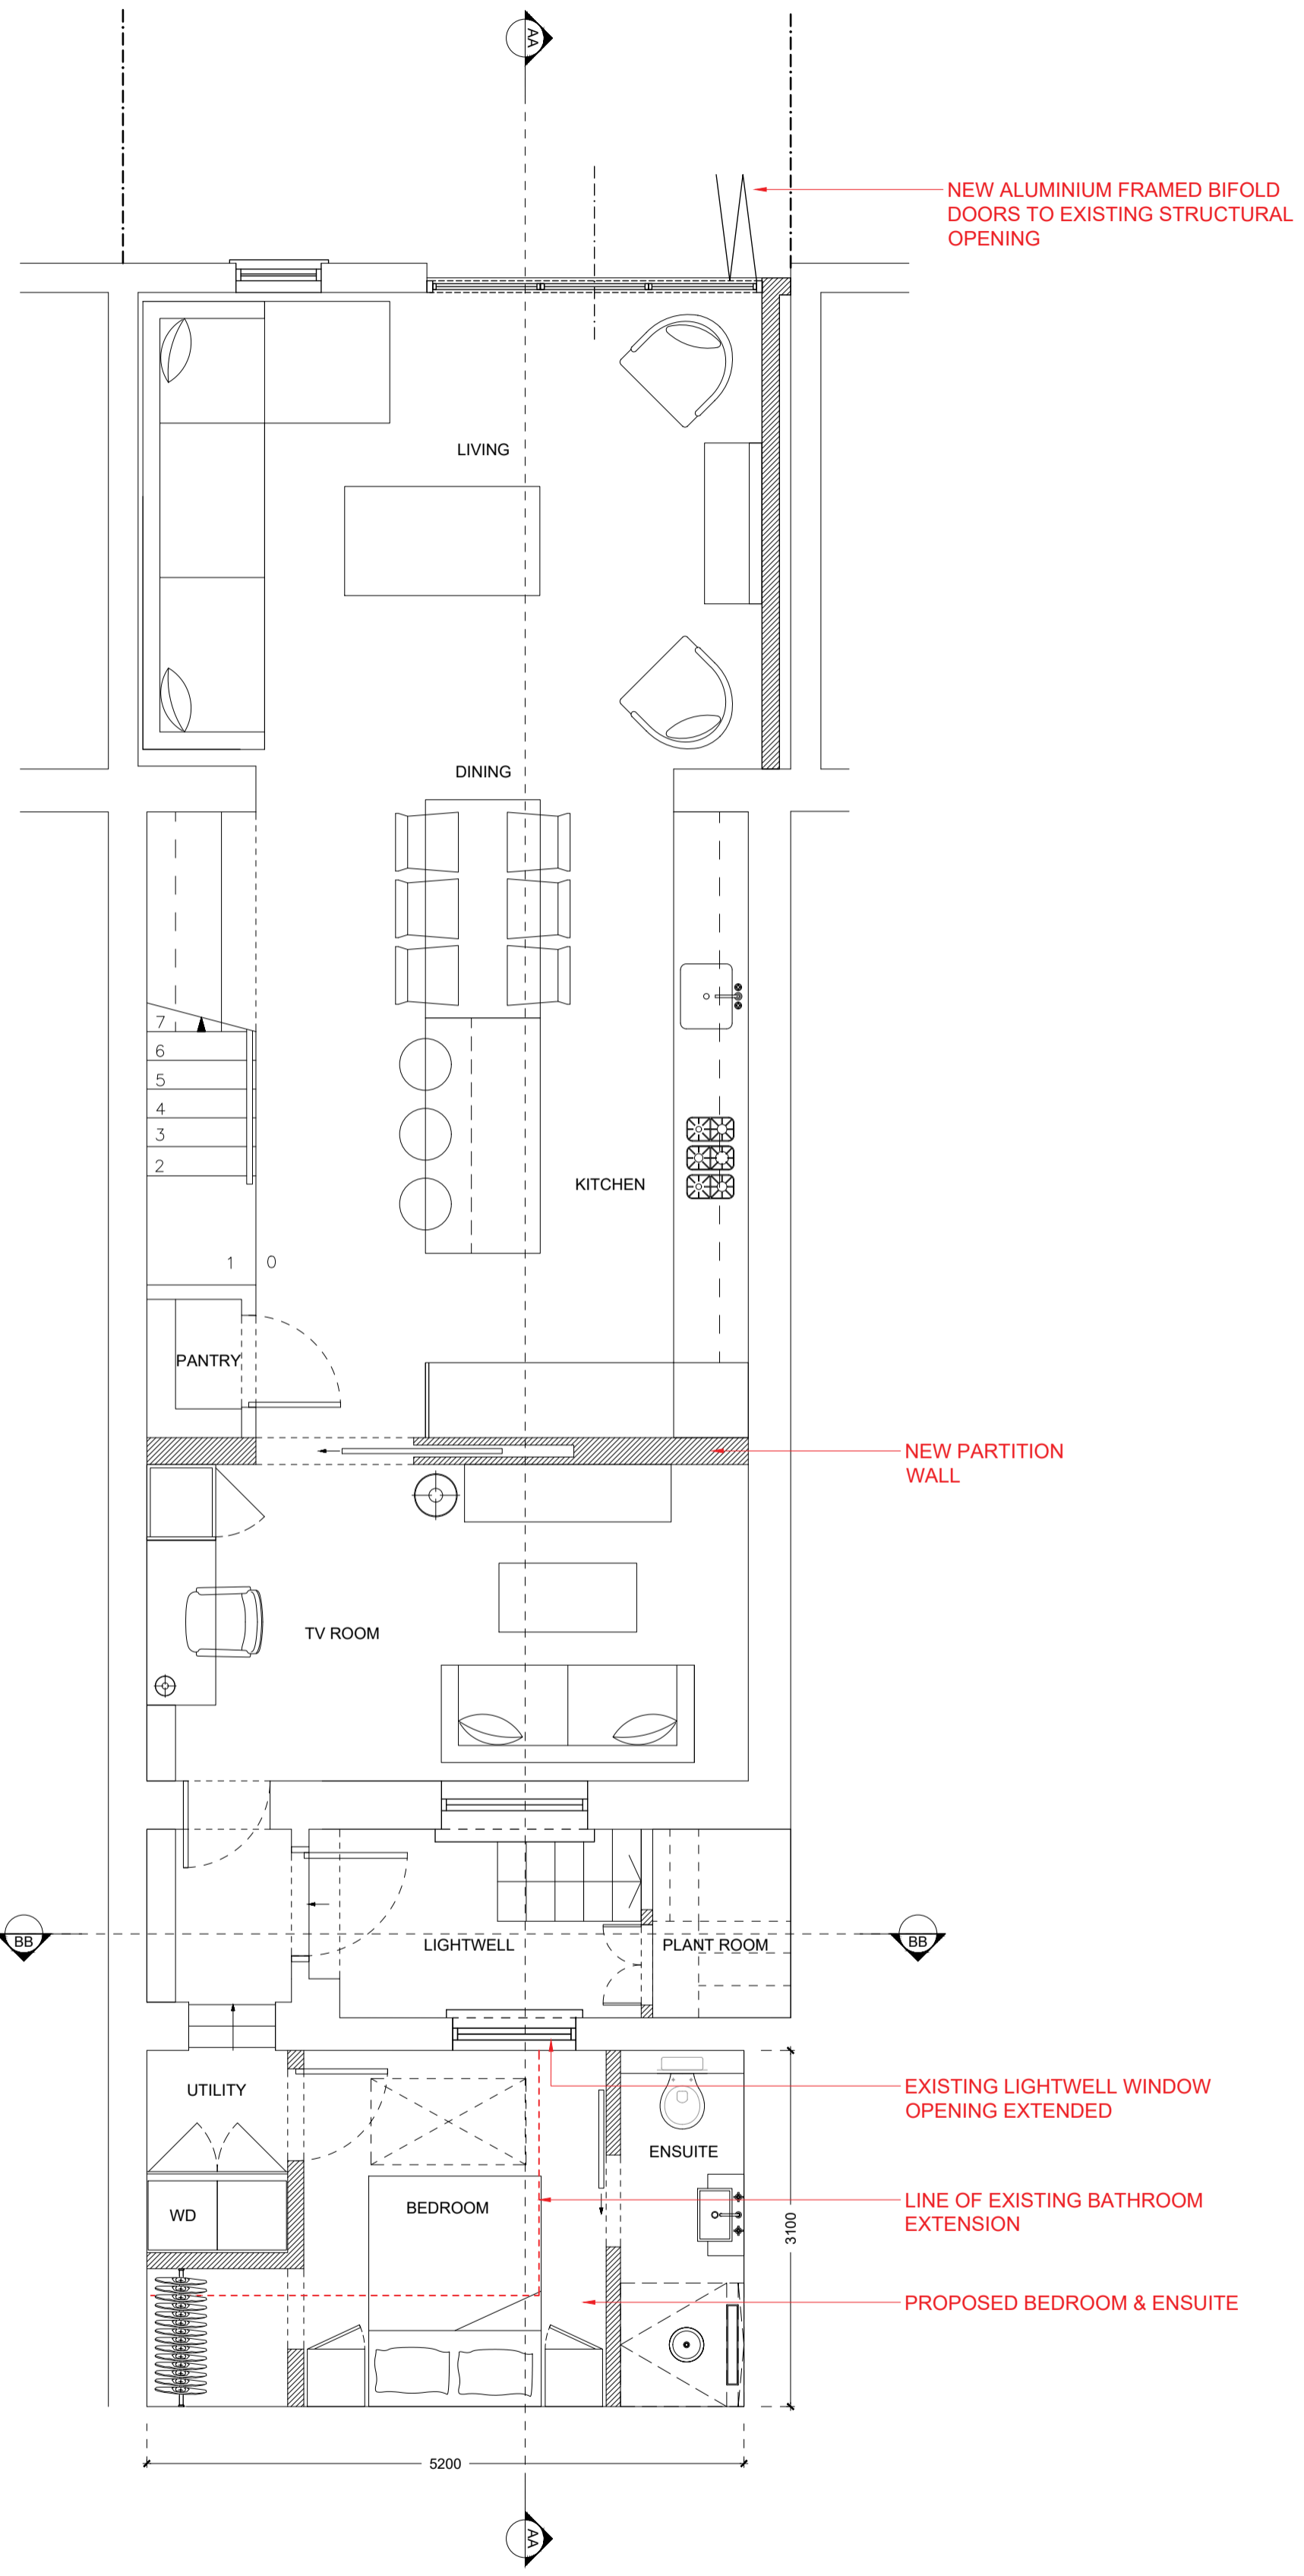 AA
NEW ALUMINIUM FRAMED BIFOLD
DOORS TO EXISTING STRUCTURAL
OPENING
LIVING
DINING
7
6
5
4
3
2
KITCHEN
1 0
PANTRY
NEW PARTITION
WALL
TV ROOM
BB
LIGHTWELL
PLANT ROOM
BB
UTILITY
EXISTING LIGHTWELL WINDOW
OPENING EXTENDED
ENSUITE
WD
BEDROOM
LINE OF EXISTING BATHROOM
EXTENSION
3100
PROPOSED BEDROOM & ENSUITE
5200
AA